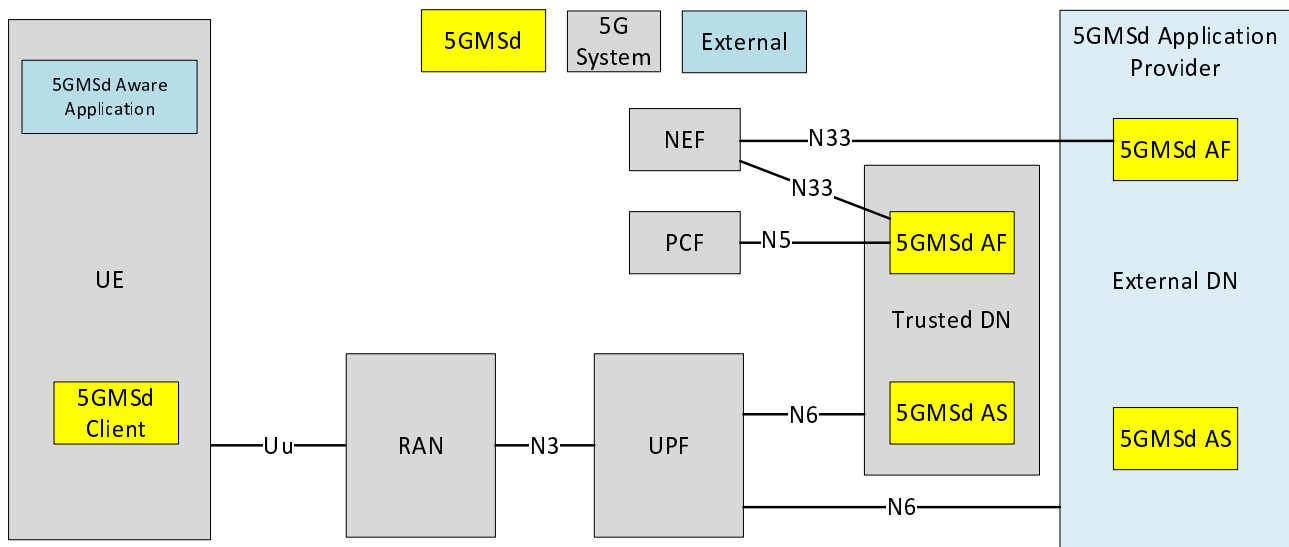 5GMSd
5G
System
External
5GMSd Application
Provider
5GMSd Aware
Application
NEF
N33
5GMSd AF
N33
PCF
N5
5GMSd AF
UE
External DN
Trusted DN
5GMSd
Client
5GMSd AS
N6
5GMSd AS
Uu
RAN
N3
UPF
N6